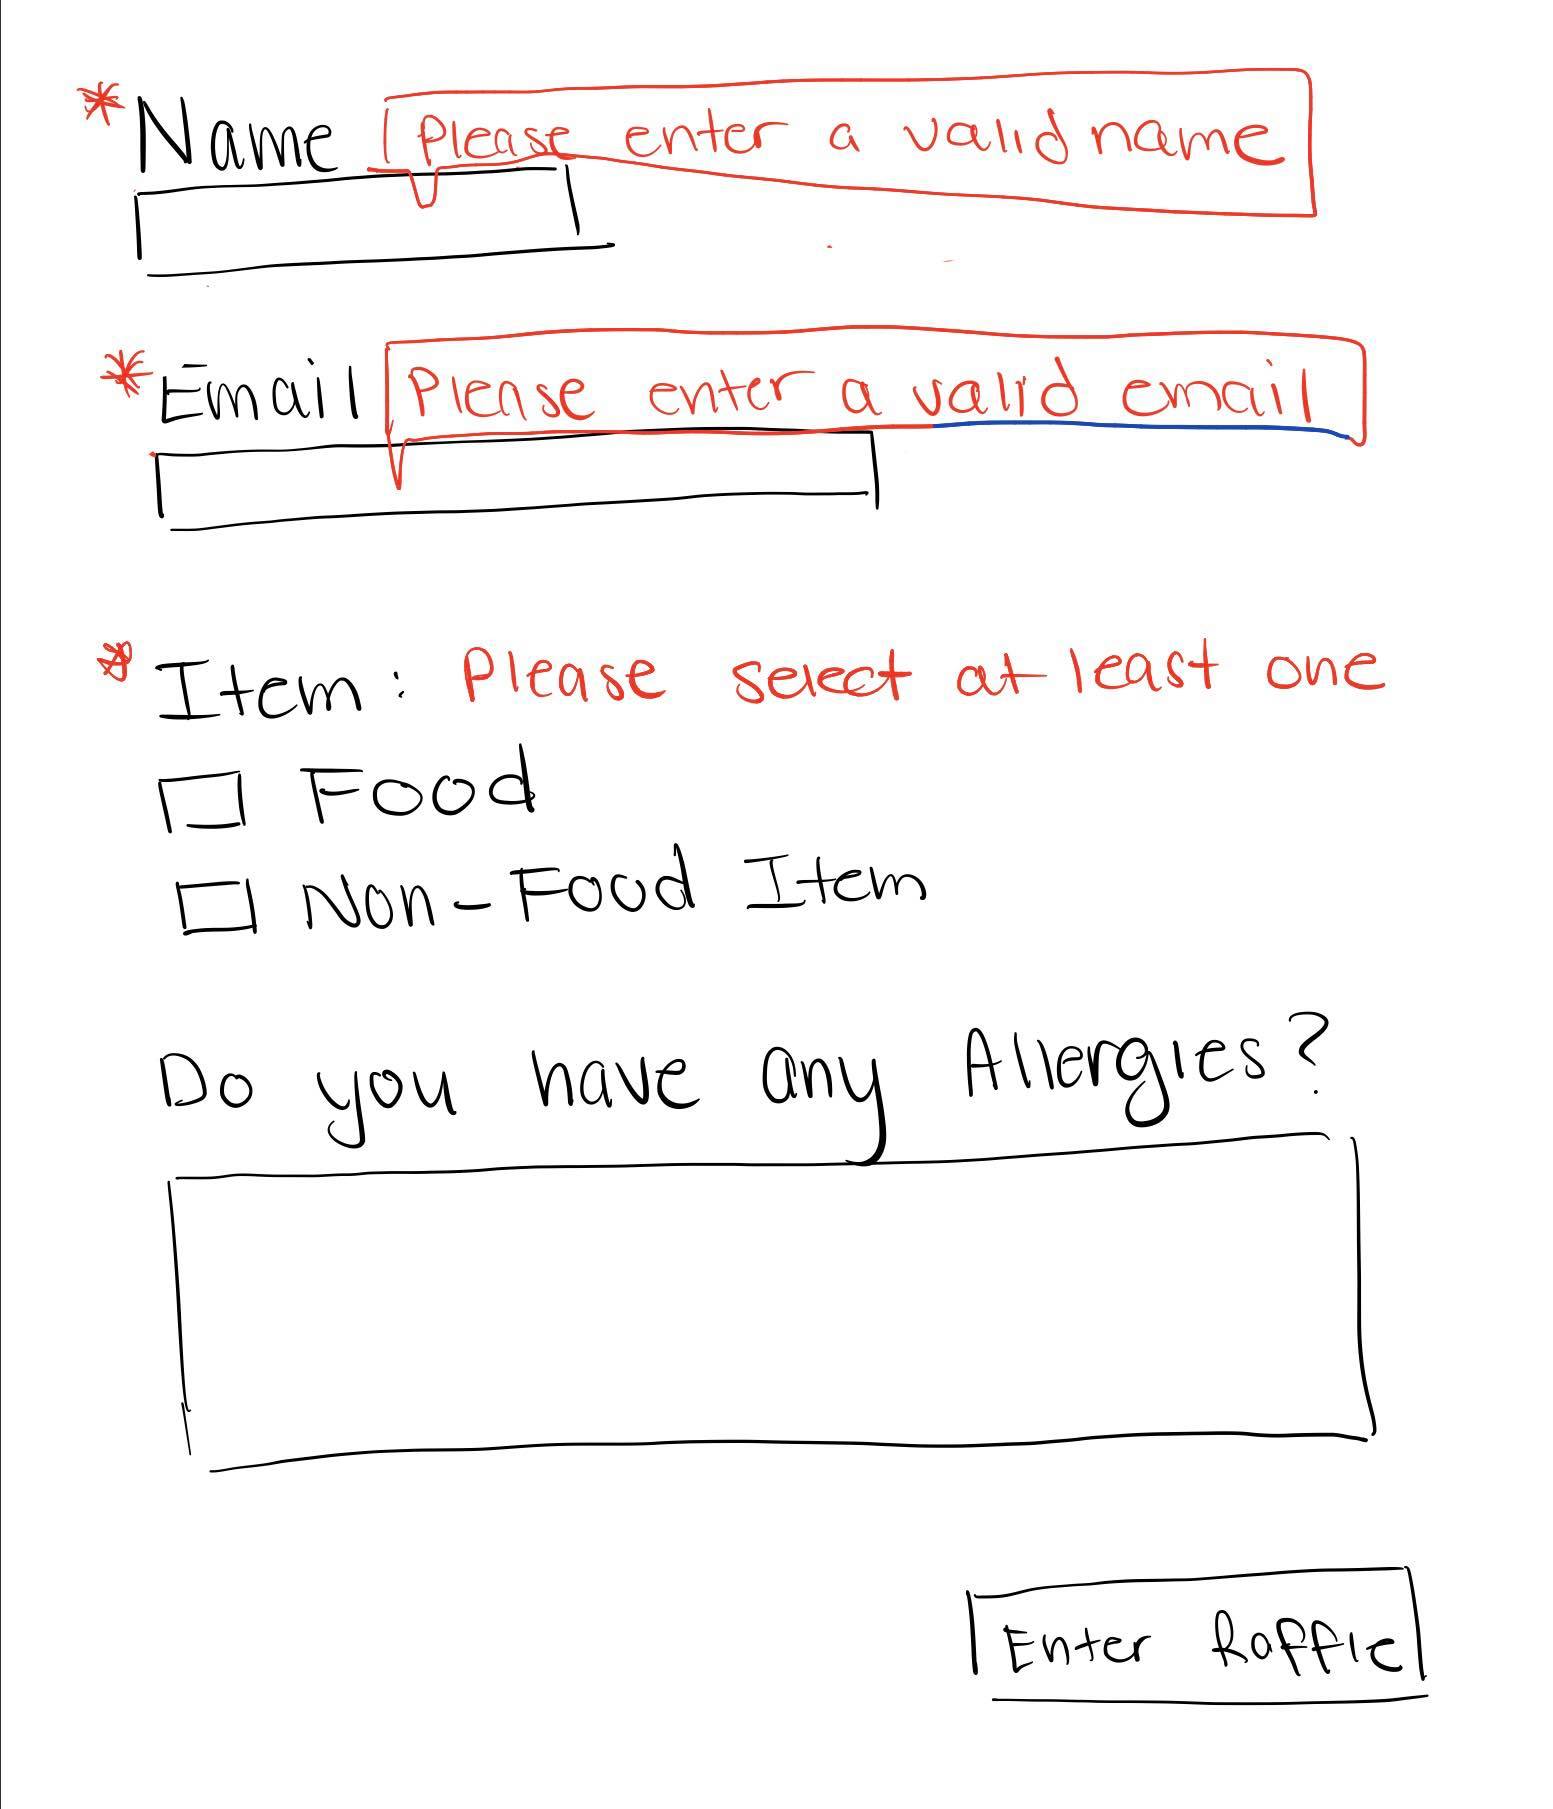 * Name Please enter a valid name
* Email Please enter a valid email
* Item: Please select at least one
Food
Non-Food Item
Do you have any Allergies?
Enter Raffle